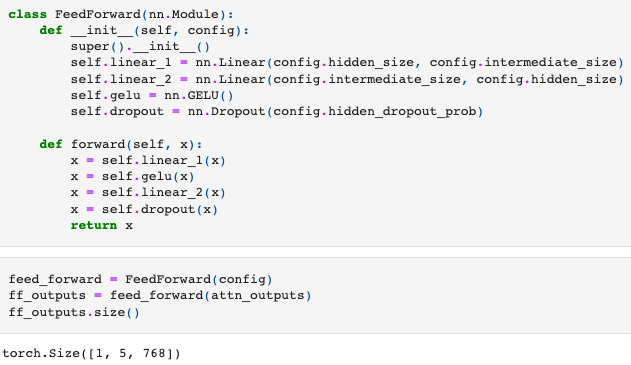 class FeedForward(nn.Module):
    def __init__(self, config):
        super().__init__()
        self.linear_1 = nn.Linear(config.hidden_size, config.intermediate_size)
        self.linear_2 = nn.Linear(config.intermediate_size, config.hidden_size)
        self.gelu = nn.GELU()
        self.dropout = nn.Dropout(config.hidden_dropout_prob)

    def forward(self, x):
        x = self.linear_1(x)
        x = self.gelu(x)
        x = self.linear_2(x)
        x = self.dropout(x)
        return x

feed_forward = FeedForward(config)
ff_outputs = feed_forward(attn_outputs)
ff_outputs.size()

torch.Size([1, 5, 768])